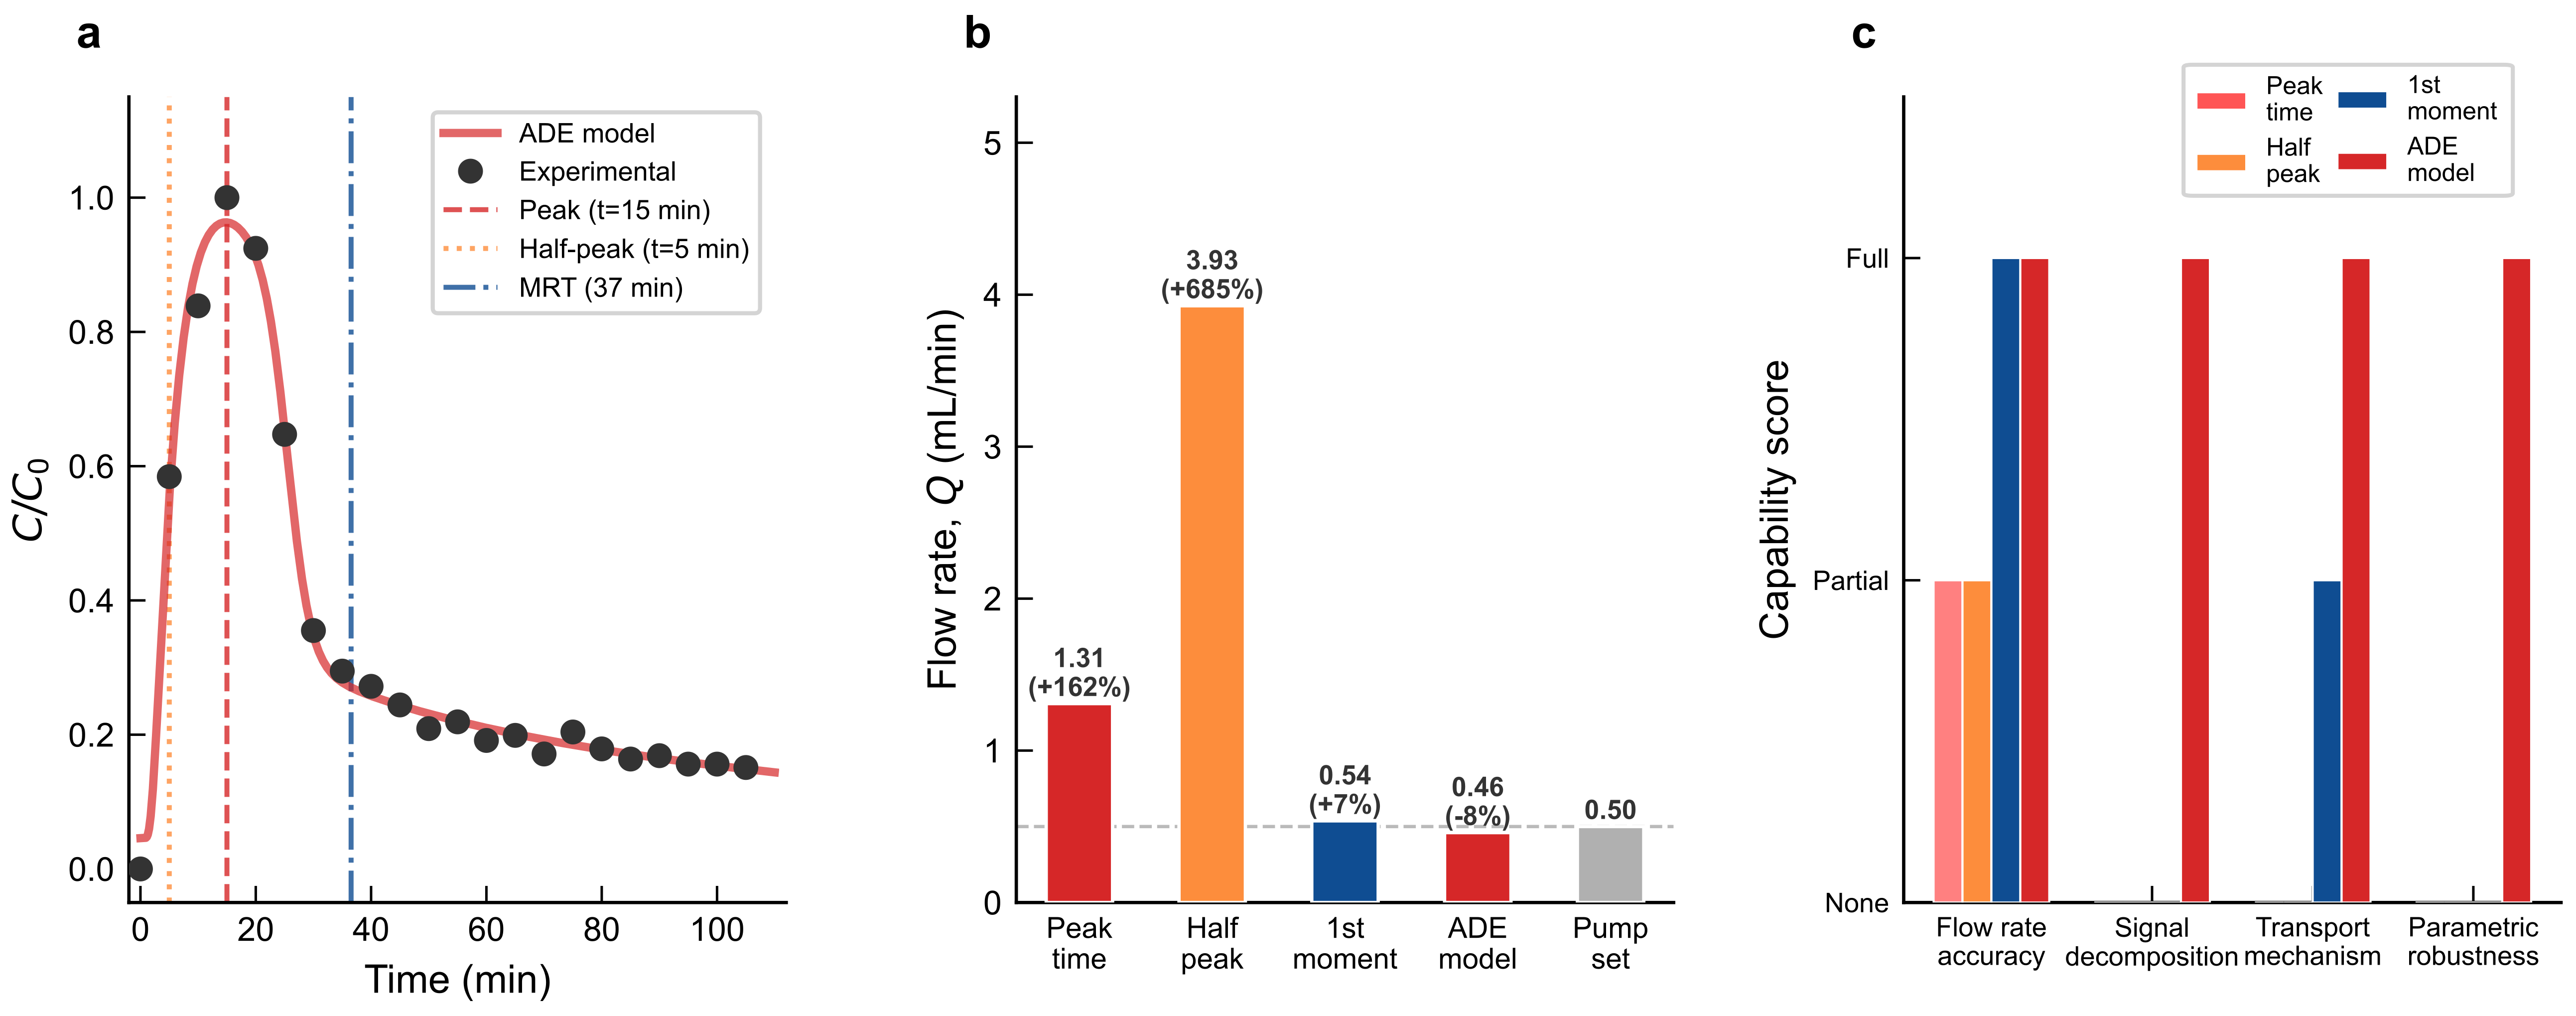 a
C/C0
1.0
0.8
0.6
0.4
0.2
0.0
0
20
40
60
80
100
Time (min)
ADE model
Experimental
Peak (t=15 min)
Half-peak (t=5 min)
MRT (37 min)
b
Flow rate, Q (mL/min)
5
4
3
2
1
0
1.31
(+162%)
3.93
(+685%)
0.54
(+7%)
0.46
(-8%)
0.50
Peak
time
Half
peak
1st
moment
ADE
model
Pump
set
c
Peak
time
Half
peak
1st
moment
ADE
model
Capability score
Full
Partial
None
Flow rate
accuracy
Signal
decomposition
Transport
mechanism
Parametric
robustness